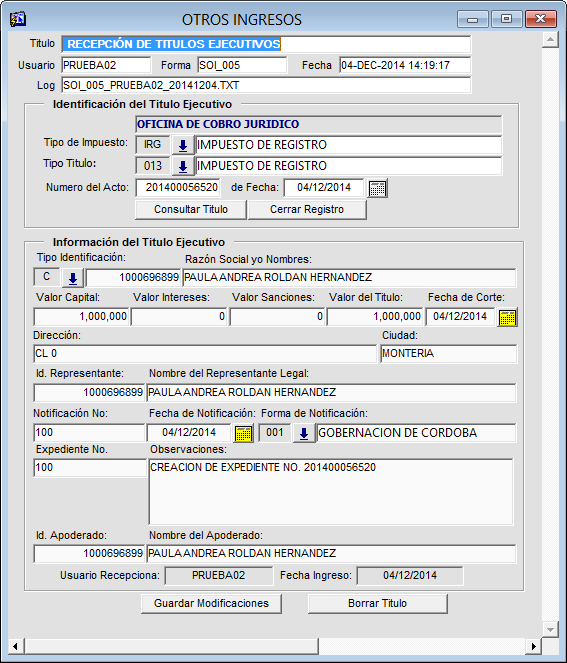 OTROS INGRESOS
Titulo RECEPCIÓN DE TITULOS EJECUTIVOS
Usuario PRUEBA02 Forma SOI_005 Fecha 04-DEC-2014 14:19:17
Log SOI_005_PRUEBA02_20141204.TXT
Identificación del Titulo Ejecutivo
OFICINA DE COBRO JURIDICO
Tipo de Impuesto: IRG IMPUESTO DE REGISTRO
Tipo Titulo: 013 IMPUESTO DE REGISTRO
Numero del Acto: 201400056520 de Fecha: 04/12/2014
Consultar Titulo Cerrar Registro
Información del Titulo Ejecutivo
Tipo Identificación: Razón Social yo Nombres:
C 1000696899 PAULA ANDREA ROLDAN HERNANDEZ
Valor Capital: Valor Intereses: Valor Sanciones: Valor del Titulo: Fecha de Corte:
1,000,000 0 0 1,000,000 04/12/2014
Dirección: Ciudad:
CL 0 MONTERIA
Id. Representante: Nombre del Representante Legal:
1000696899 PAULA ANDREA ROLDAN HERNANDEZ
Notificación No: Fecha de Notificación: Forma de Notificación:
100 04/12/2014 001 GOBERNACION DE CORDOBA
Expediente No. Observaciones:
100 CREACION DE EXPEDIENTE NO. 201400056520
Id. Apoderado: Nombre del Apoderado:
1000696899 PAULA ANDREA ROLDAN HERNANDEZ
Usuario Recepciona: PRUEBA02 Fecha Ingreso: 04/12/2014
Guardar Modificaciones Borrar Titulo